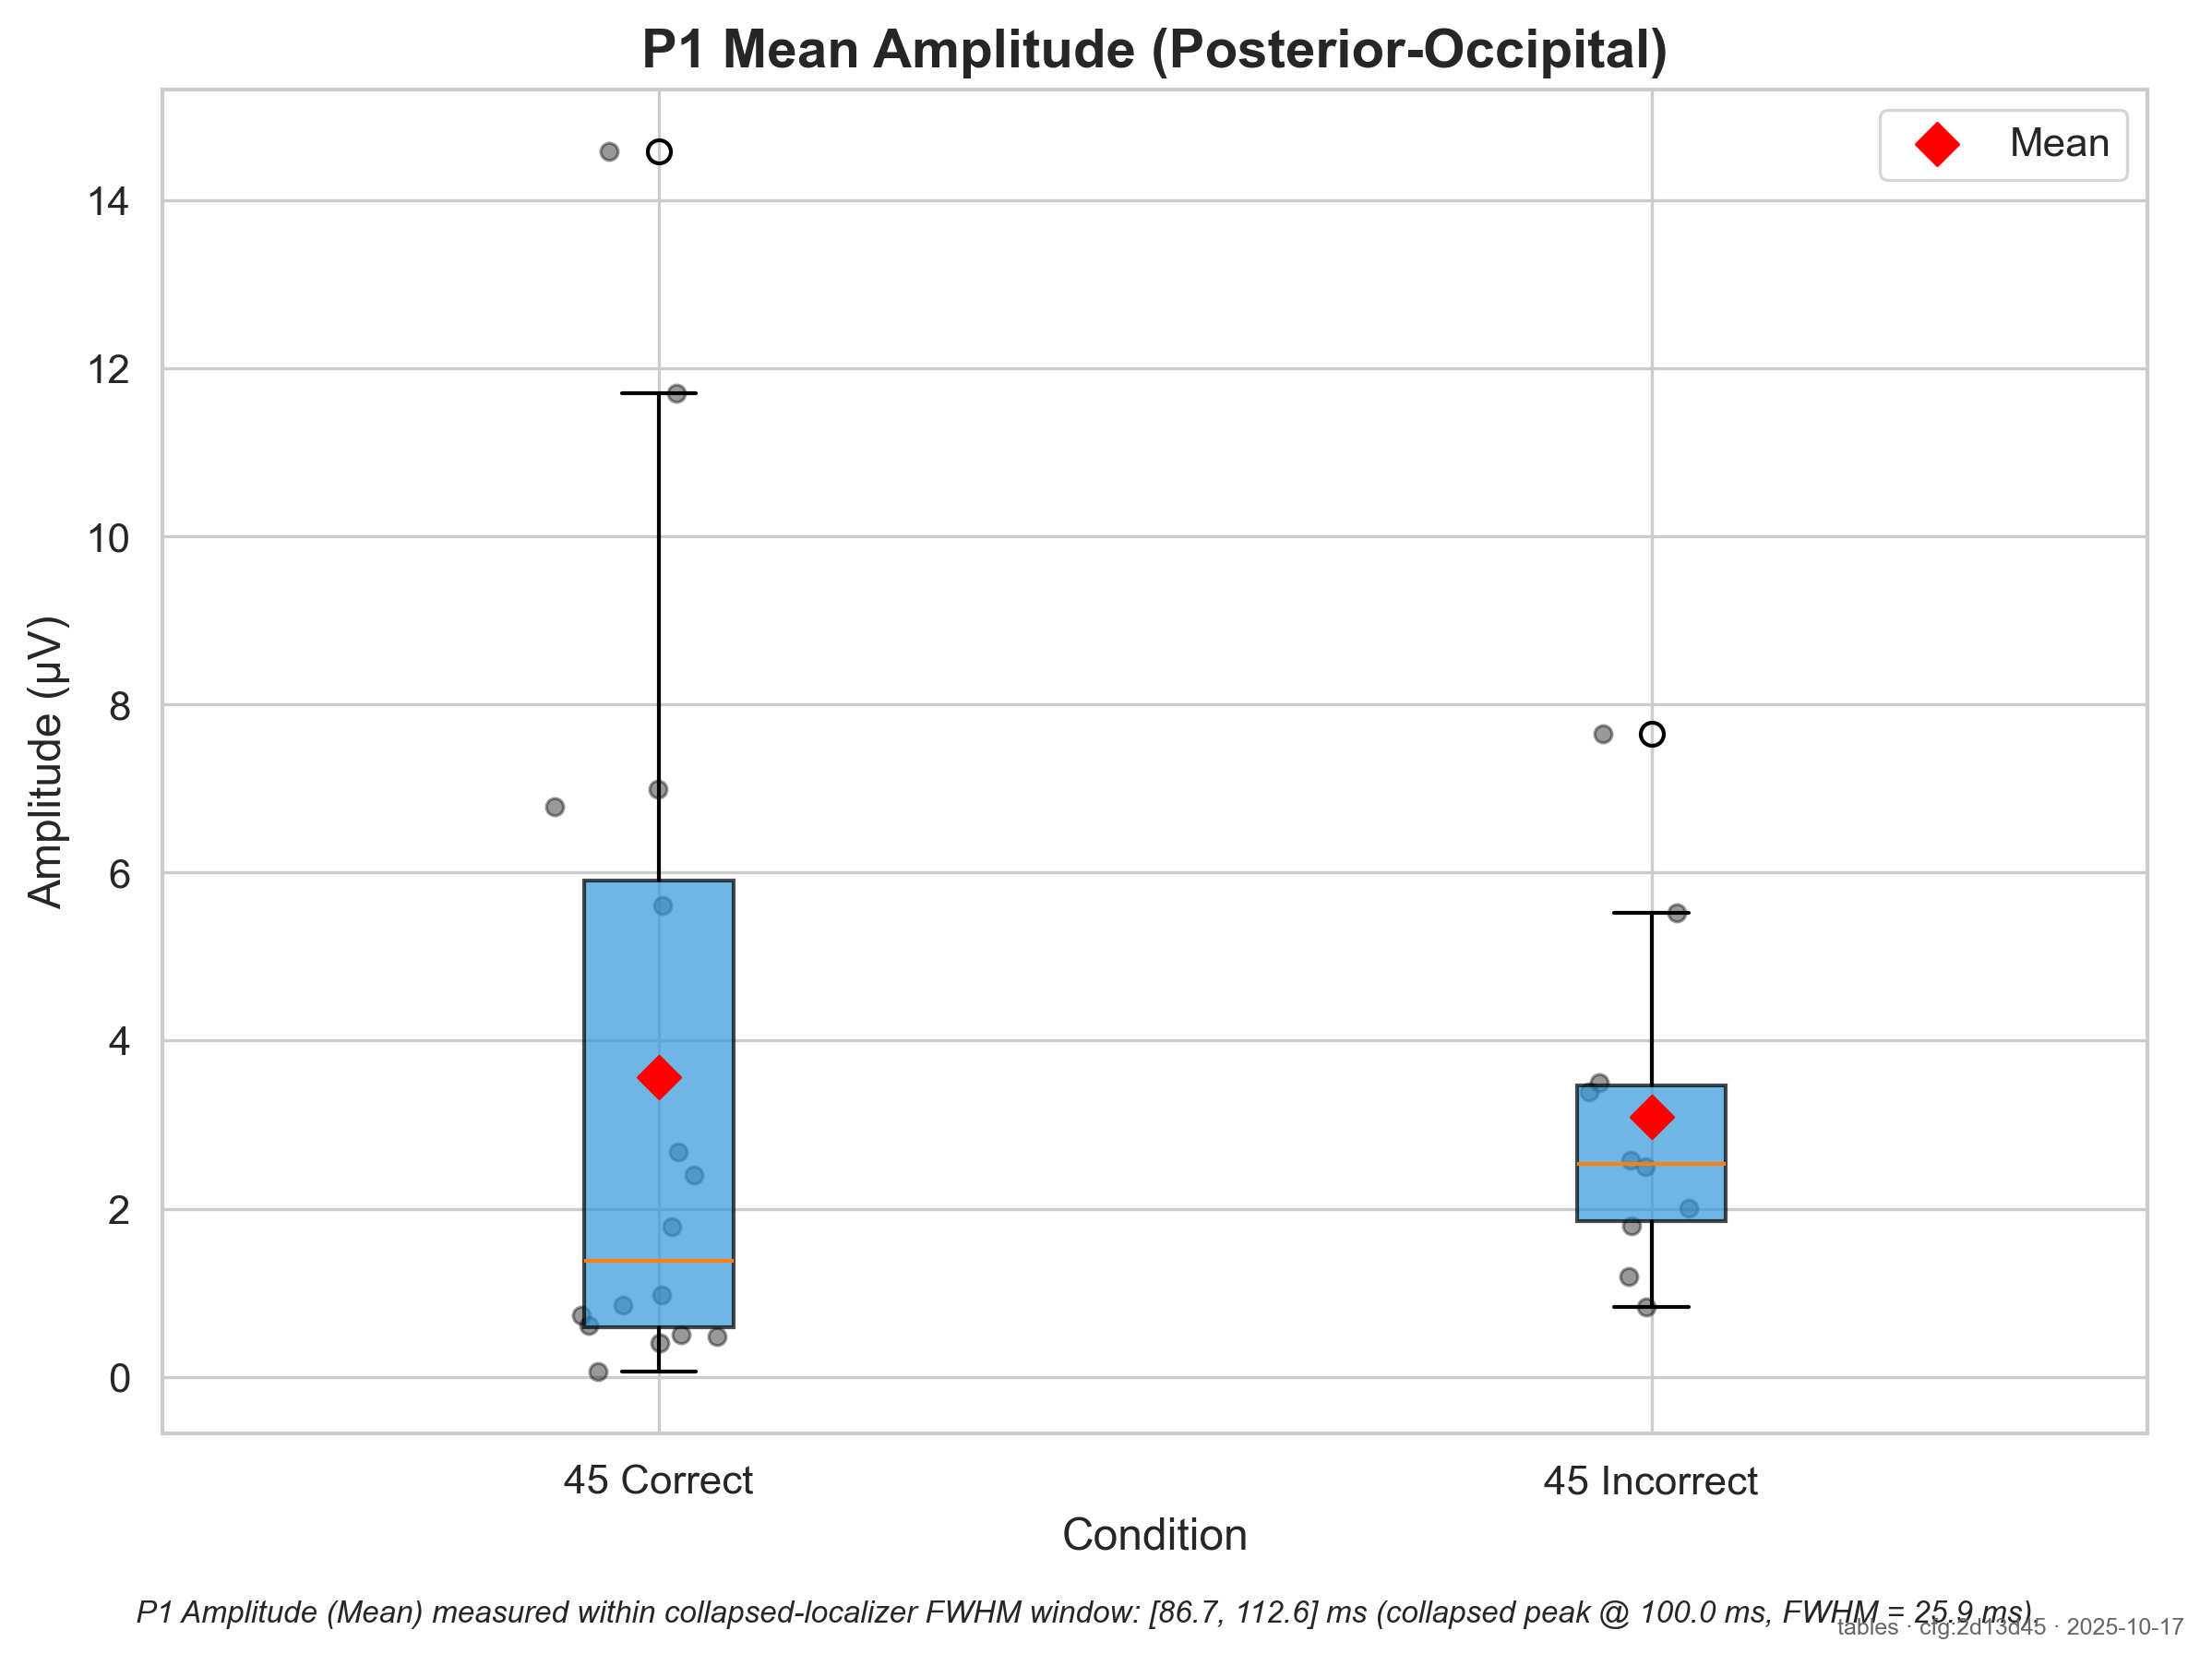 P1 Mean Amplitude (Posterior-Occipital)
Mean
14
12
10
8
6
4
2
0
Amplitude (µV)
45 Correct
45 Incorrect
Condition
P1 Amplitude (Mean) measured within collapsed-localizer FWHM window: [86.7, 112.6] ms (collapsed peak @ 100.0 ms, FWHM = 25.9 ms).
tables · cfg:2d13d45 · 2025-10-17